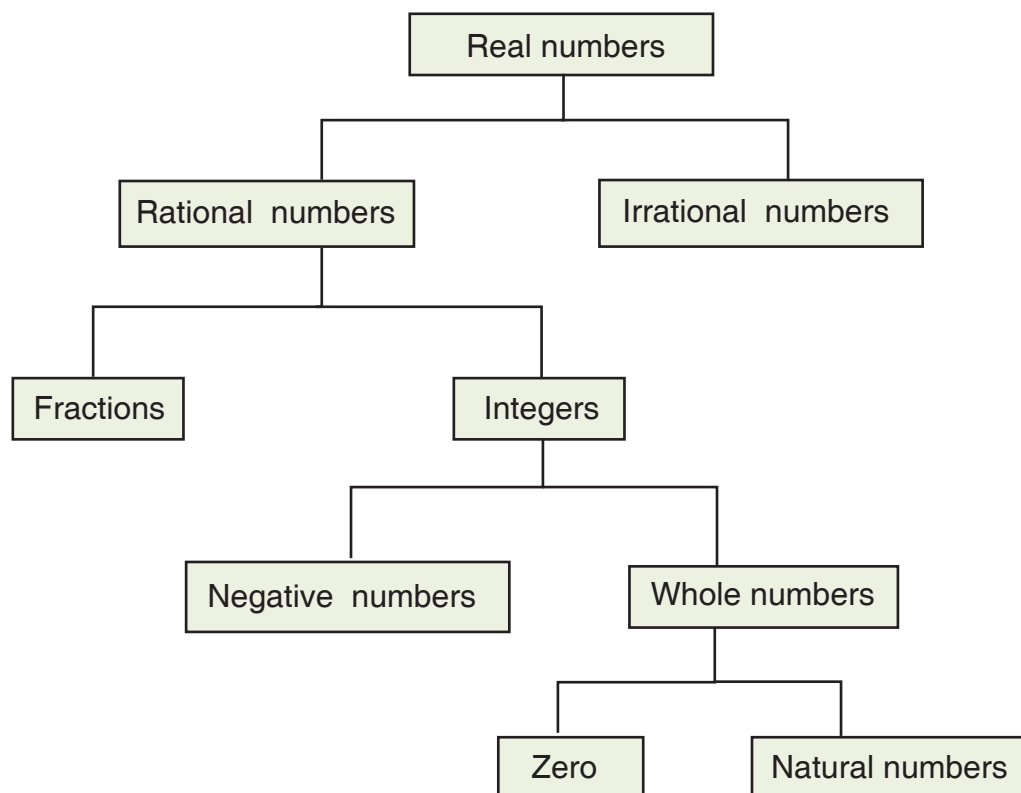 Real numbers
Rational numbers
Irrational numbers
Fractions
Integers
Negative numbers
Whole numbers
Zero
Natural numbers